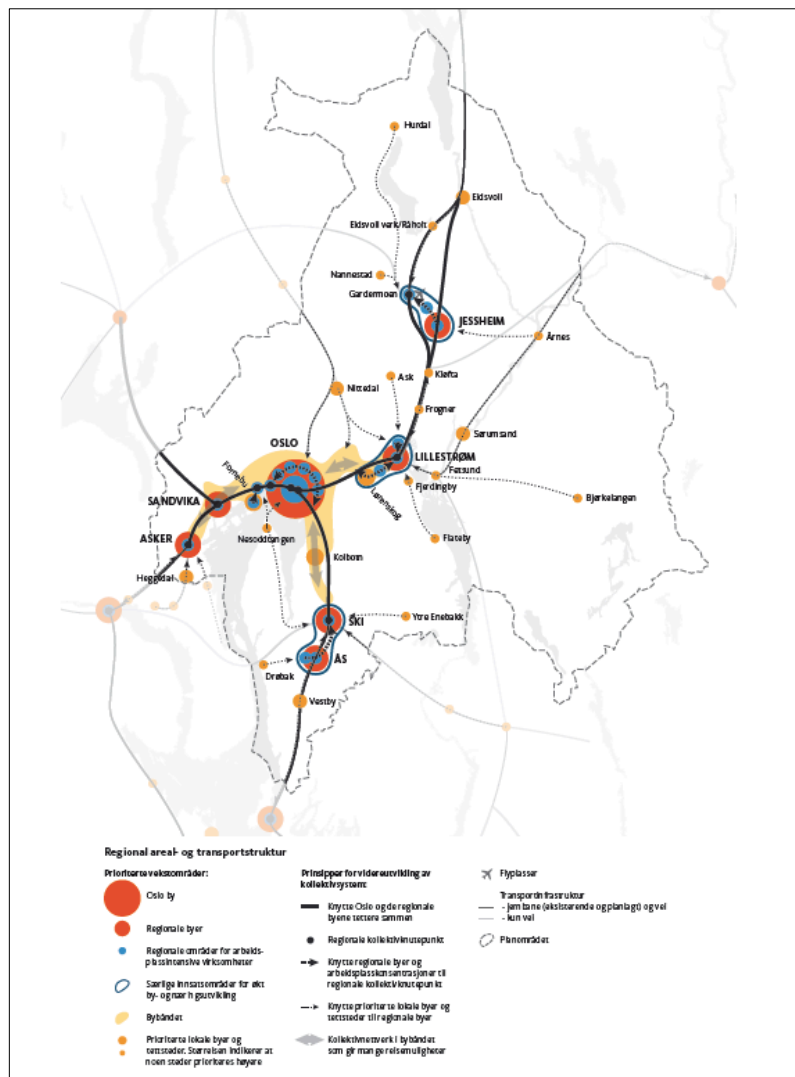 Hurdal
Eidsvoll
Eidsvoll verk/Råholt
Nannestad
Gardermoen
JESSHEIM
Årnes
Kløfta
Ask
Nittedal
Frogner
Sørumsand
OSLO
LILLESTRØM
Fetsund
Fornebu
Fjerdingby
Lørenskog
Bjørkelangen
SANDVIKA
ASKER
Nesoddtangen
Flateby
Kolbotn
Heggedal
Ytre Enebakk
SKI
ÅS
Drøbak
Vestby
Regional areal- og transportstruktur
Prioriterte vekstområder:
Oslo by
Regionale byer
Regionale områder for arbeids-
plassintensive virksomheter
Særlige innsatsområder for økt
by- og næringsutvikling
Bybåndet
Prioriterte lokale byer og
tettsteder. Størrelsen indikerer at
noen steder prioriteres høyere
Prinsipper for videreutvikling av
kollektivsystemt:
Knytte Oslo og de regionale
byene tettere sammen
Regionale kollektivknutepunkt
Knytte regionale byer og
arbeidsplasskonsentrasjoner til
regionale kollektivknutepunkt
Knytte prioriterte lokale byer og
tettsteder til regionale byer
Kollektivnettverk i bybåndet
som gir mange reisemuligheter
Flyplasser
Transportinfrastruktur
- jernbane (eksisterende og planlagt) og vei
- kun vei
Planområdet